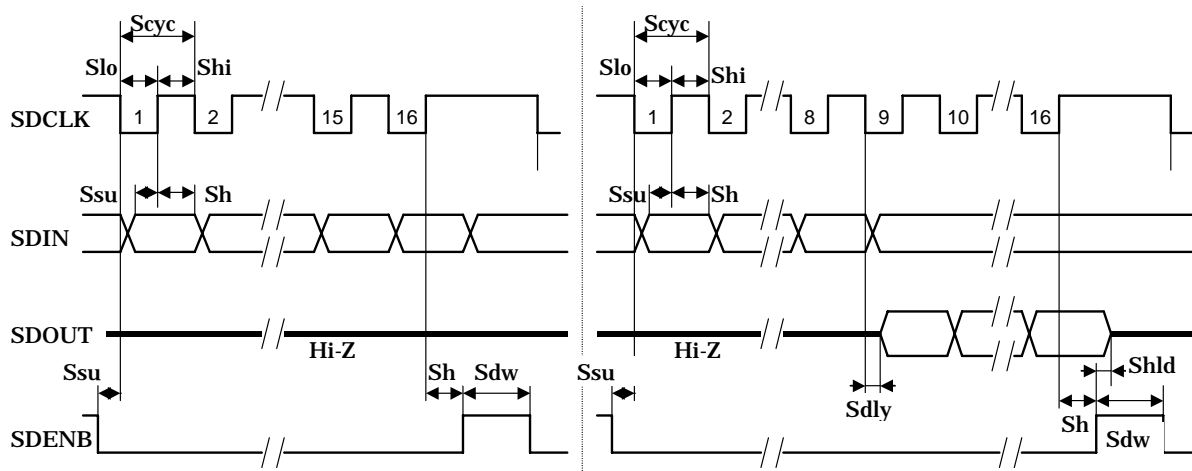 Scyc Scyc
Slo Shi Slo Shi
SDCLK 1 2 15 16 1 2 8 9 10 16
Ssu Sh Ssu Sh
SDIN
SDOUT
Hi-Z Hi-Z
Ssu Sh Sdw Ssu Shld
Sdly Sh Sdw
SDENB